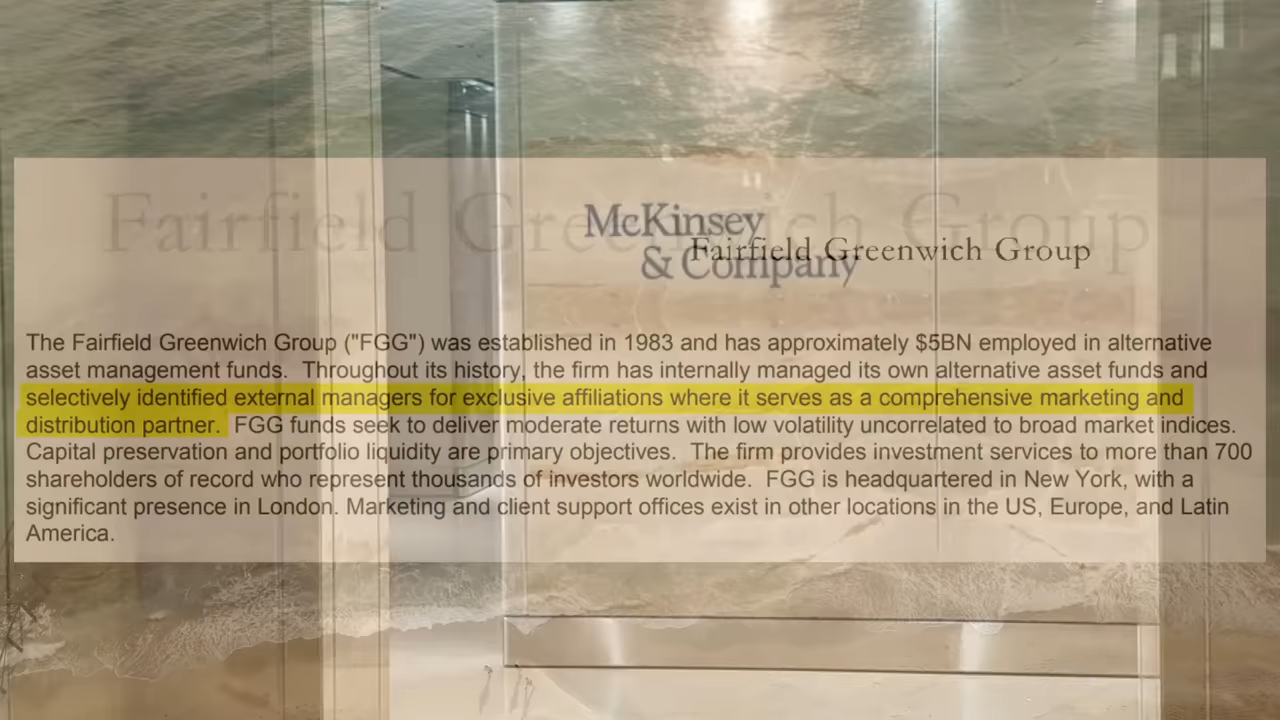 Fairfield Greenwich Group
McKinsey
& Company
Fairfield Greenwich Group
The Fairfield Greenwich Group ("FGG") was established in 1983 and has approximately $5BN employed in alternative
asset management funds.  Throughout its history, the firm has internally managed its own alternative asset funds and
selectively identified external managers for exclusive affiliations where it serves as a comprehensive marketing and
distribution partner.  FGG funds seek to deliver moderate returns with low volatility uncorrelated to broad market indices.
Capital preservation and portfolio liquidity are primary objectives.  The firm provides investment services to more than 700
shareholders of record who represent thousands of investors worldwide.  FGG is headquartered in New York, with a
significant presence in London. Marketing and client support offices exist in other locations in the US, Europe, and Latin
America.